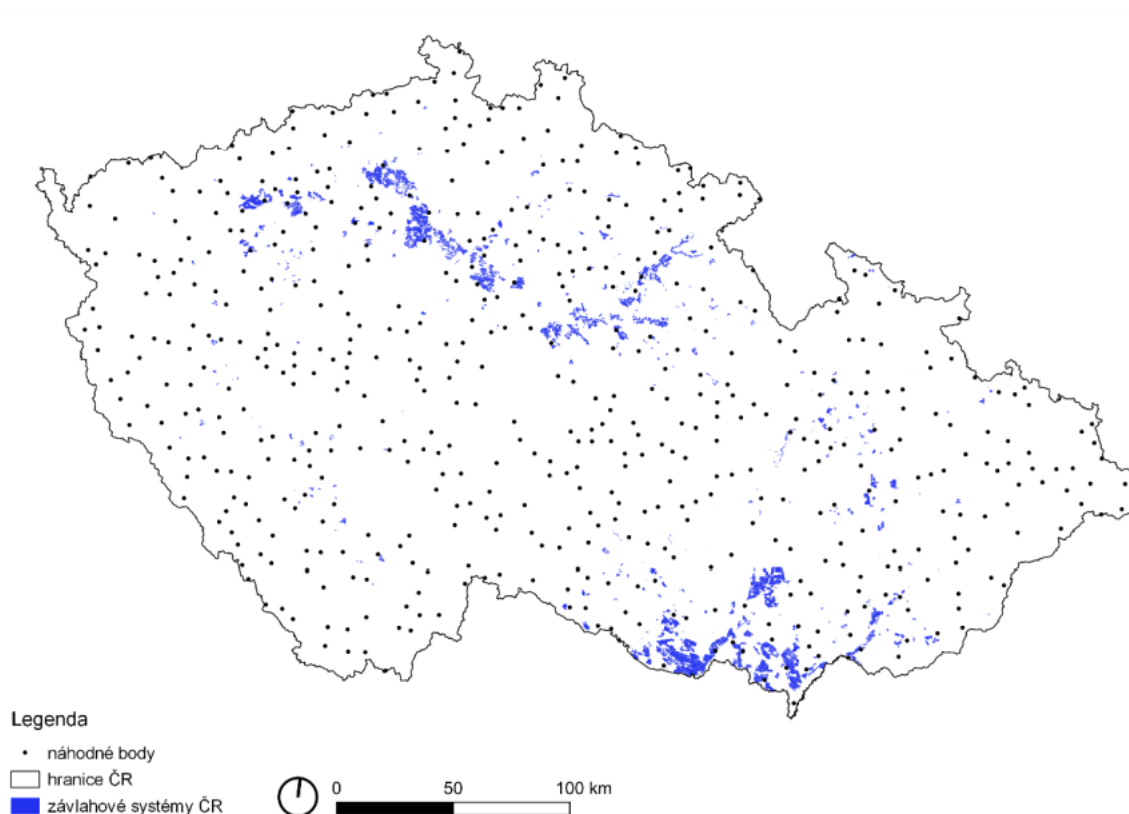 Legenda
náhodné body
hranice ČR
závlahové systémy ČR
0 50 100 km